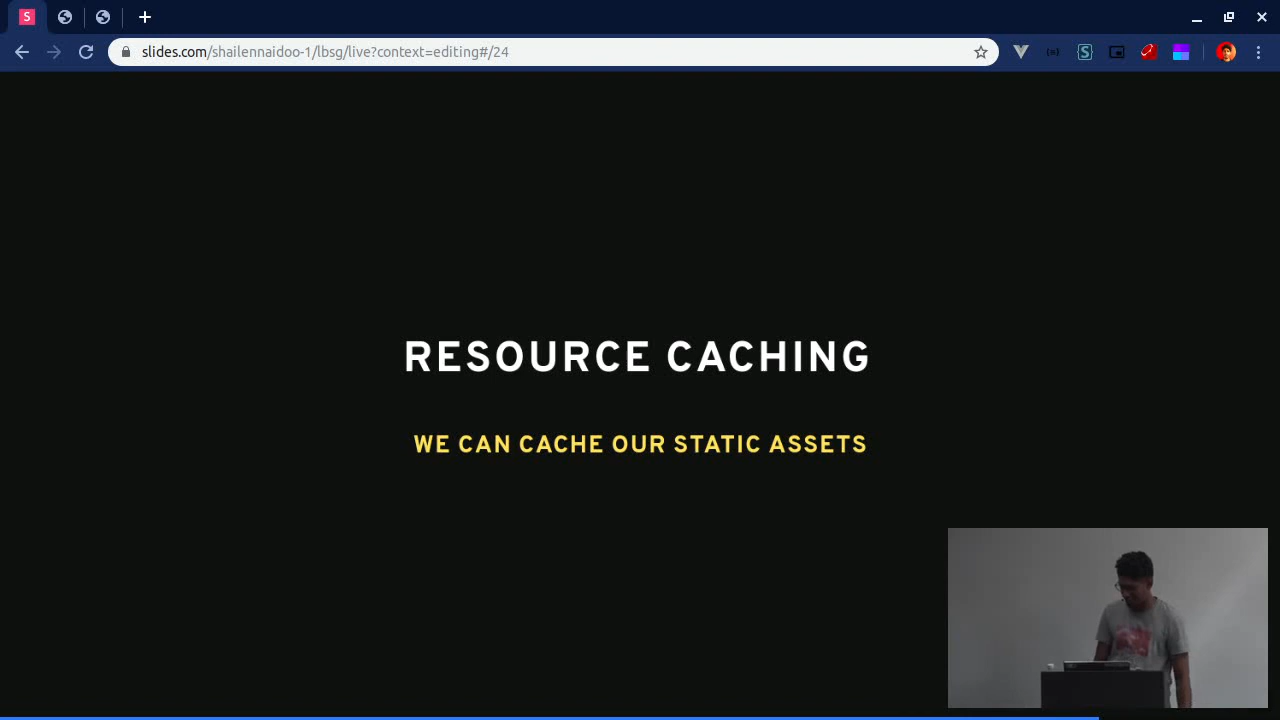 S
slides.com/shailennaidoo-1/lbsg/live?context=editing#/24
RESOURCE CACHING
WE CAN CACHE OUR STATIC ASSETS